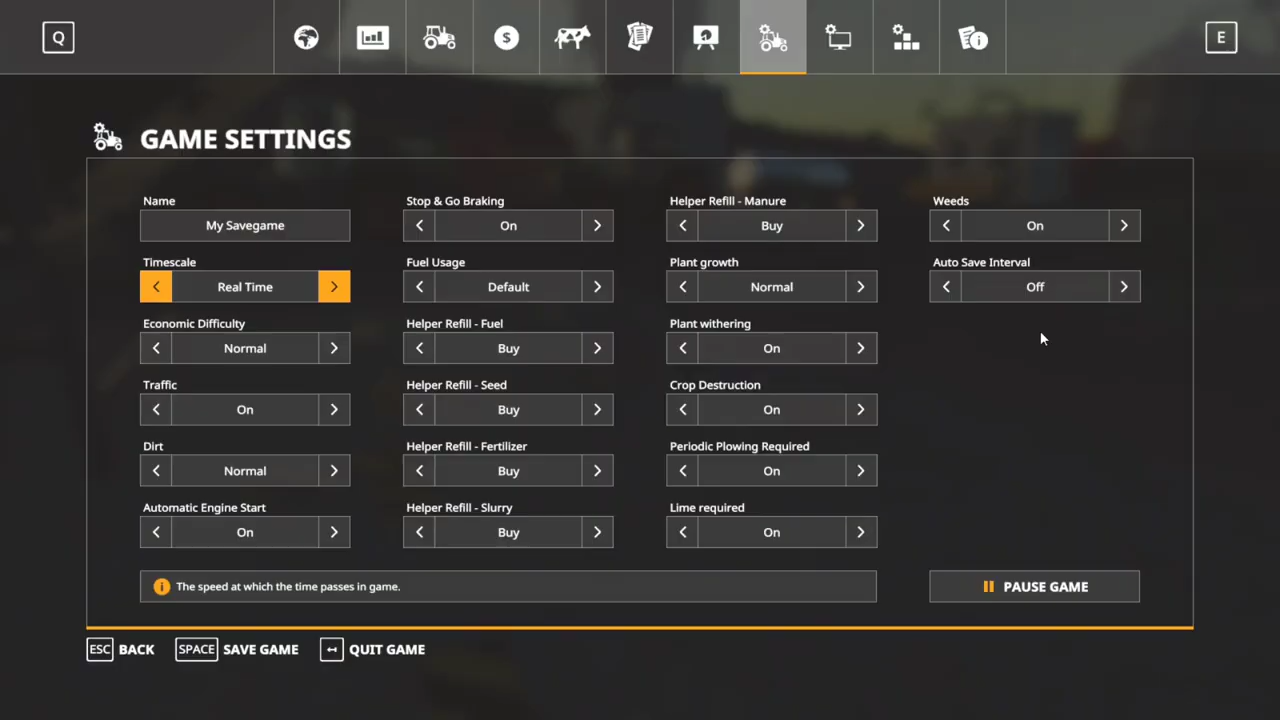 Q
E
GAME SETTINGS
Name
My Savegame
Timescale
Real Time
Economic Difficulty
Normal
Traffic
On
Dirt
Normal
Automatic Engine Start
On
Stop & Go Braking
On
Fuel Usage
Default
Helper Refill - Fuel
Buy
Helper Refill - Seed
Buy
Helper Refill - Fertilizer
Buy
Helper Refill - Slurry
Buy
Helper Refill - Manure
Buy
Plant growth
Normal
Plant withering
On
Crop Destruction
On
Periodic Plowing Required
On
Lime required
On
Weeds
On
Auto Save Interval
Off
The speed at which the time passes in game.
PAUSE GAME
ESC BACK
SPACE SAVE GAME
QUIT GAME